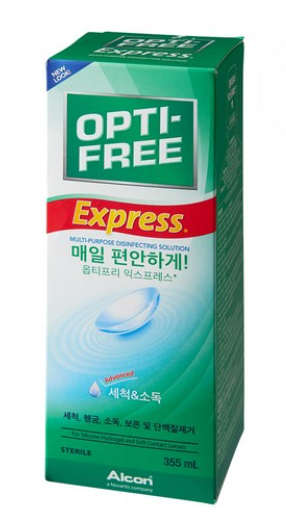 NEW
LOOK!
OPTI-
FREE
Express®
MULTI-PURPOSE DISINFECTING SOLUTION
매일 편안하게!
옵티프리 익스프레스*
Advanced
세척&소독
세척, 헹굼, 소독, 보존 및 단백질제거
For Silicone Hydrogel and Soft Contact Lenses
STERILE
355 mL
Alcon®
a Novartis company